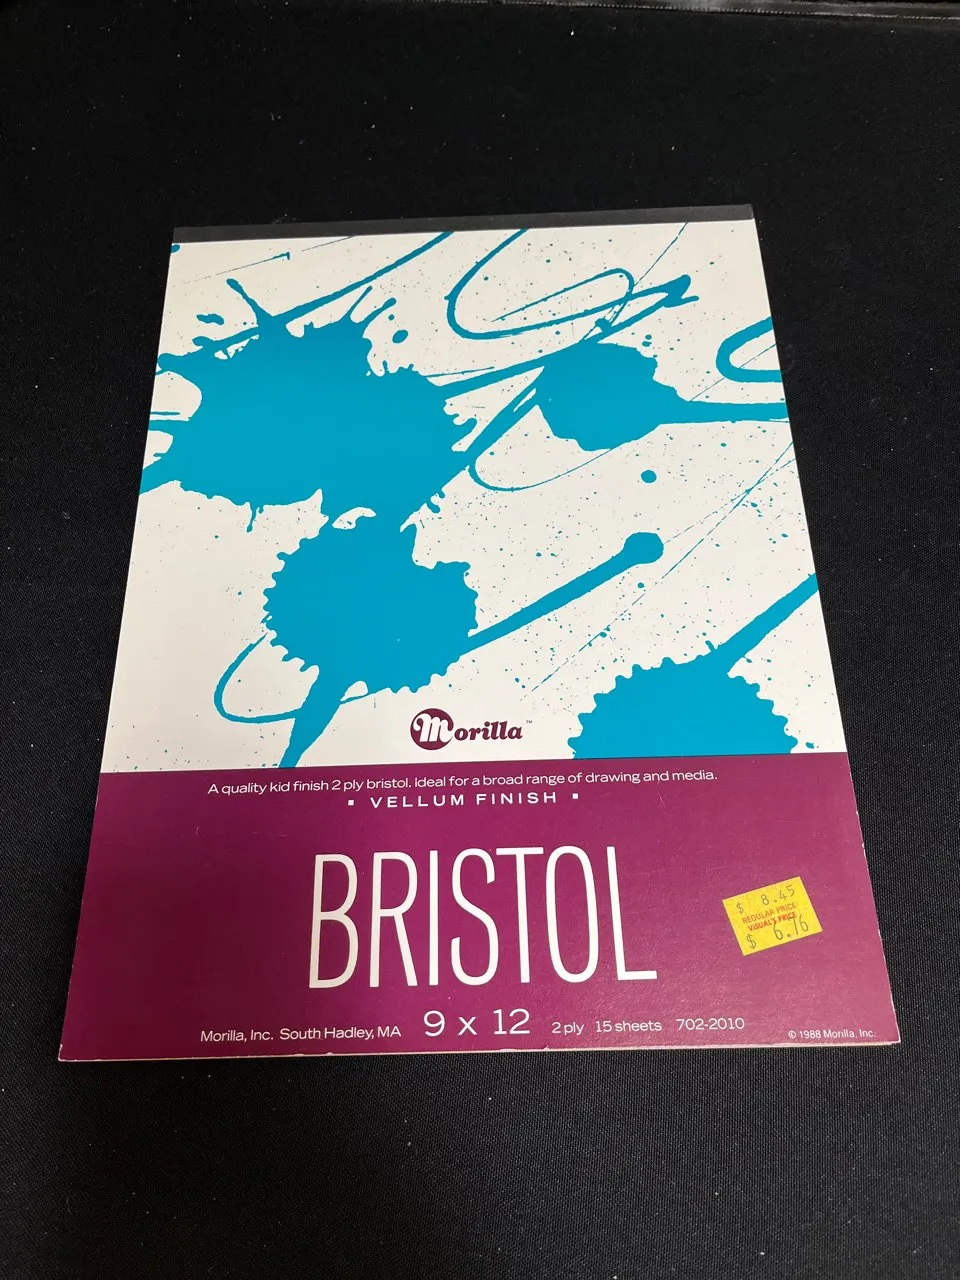 Morilla™
A quality kid finish 2 ply bristol. Ideal for a broad range of drawing and media.
▪ VELLUM FINISH ▪
BRISTOL
$ 8.45
REGULAR PRICE
VISUAL'S PRICE
$ 6.76
Morilla, Inc. South Hadley, MA 9 x 12 2 ply 15 sheets 702-2010 © 1988 Morilla, Inc.